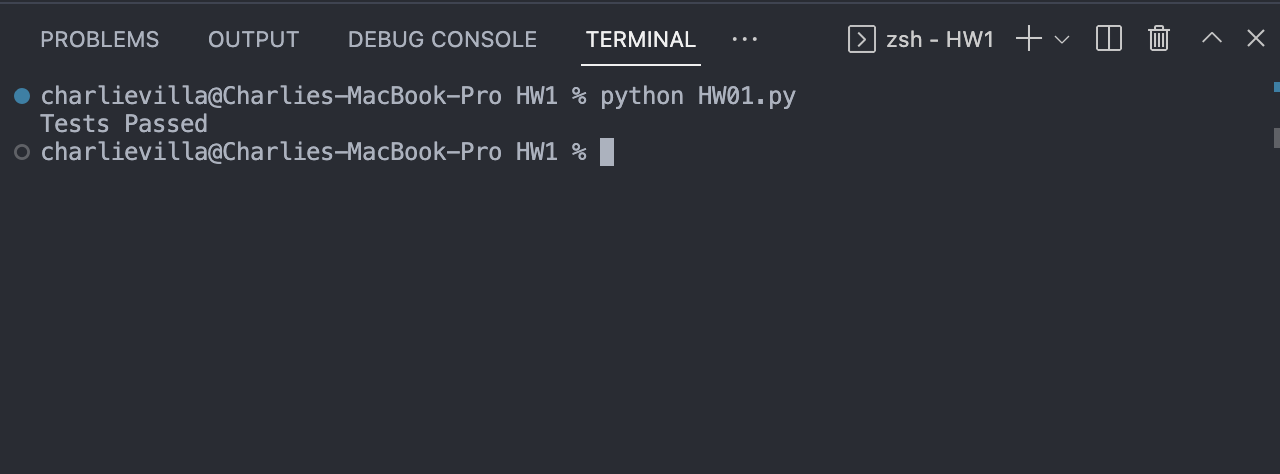 PROBLEMS OUTPUT DEBUG CONSOLE TERMINAL ··· zsh - HW1
charlievilla@Charlies-MacBook-Pro HW1 % python HW01.py
Tests Passed
charlievilla@Charlies-MacBook-Pro HW1 %